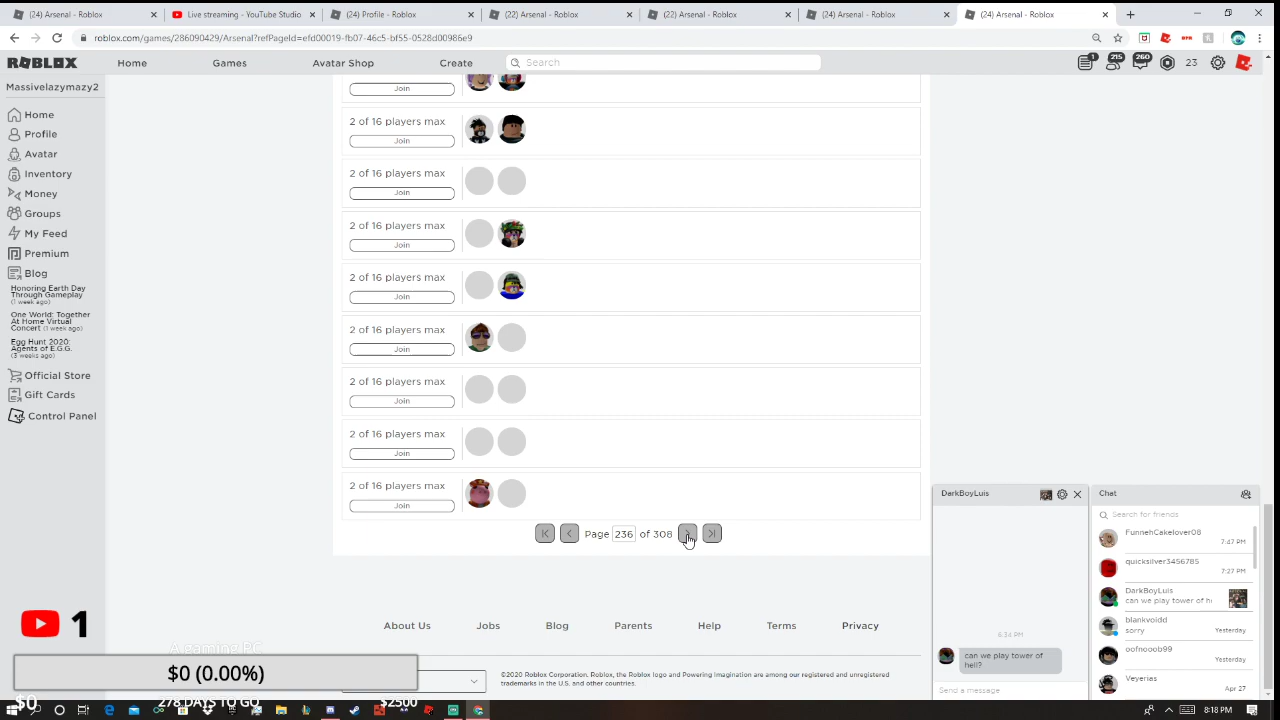 (24) Arsenal - Roblox
Live streaming - YouTube Studio
(24) Profile - Roblox
(22) Arsenal - Roblox
(22) Arsenal - Roblox
(24) Arsenal - Roblox
(24) Arsenal - Roblox
roblox.com/games/286090429/Arsenal?refPageId=efd00019-fb07-46c5-bf55-0528d00986e9
ROBLOX
Home
Games
Avatar Shop
Create
Search
1
215
260
23
Massivelazymazy2
Home
Profile
Avatar
Inventory
Money
Groups
My Feed
Premium
Blog
Honoring Earth Day
Through Gameplay
(1 week ago)
One World: Together
At Home Virtual
Concert (1 week ago)
Egg Hunt 2020:
Agents of E.G.G.
(3 weeks ago)
Official Store
Gift Cards
Control Panel
Join
2 of 16 players max
Join
2 of 16 players max
Join
2 of 16 players max
Join
2 of 16 players max
Join
2 of 16 players max
Join
2 of 16 players max
Join
2 of 16 players max
Join
2 of 16 players max
Join
Page 236 of 308
About Us
Jobs
Blog
Parents
Help
Terms
Privacy
©2020 Roblox Corporation. Roblox, the Roblox logo and Powering Imagination are among our registered and unregistered
trademarks in the U.S. and other countries.
DarkBoyLuis
6:34 PM
can we play tower of
hell?
Send a message
Chat
Search for friends
FunnehCakelover08
7:47 PM
quicksilver3456785
7:27 PM
DarkBoyLuis
can we play tower of he
blankvoidd
sorry
Yesterday
oofnooob99
Yesterday
Veyerias
Apr 27
1
A gaming PC
$0 (0.00%)
$0
$2500
8:18 PM